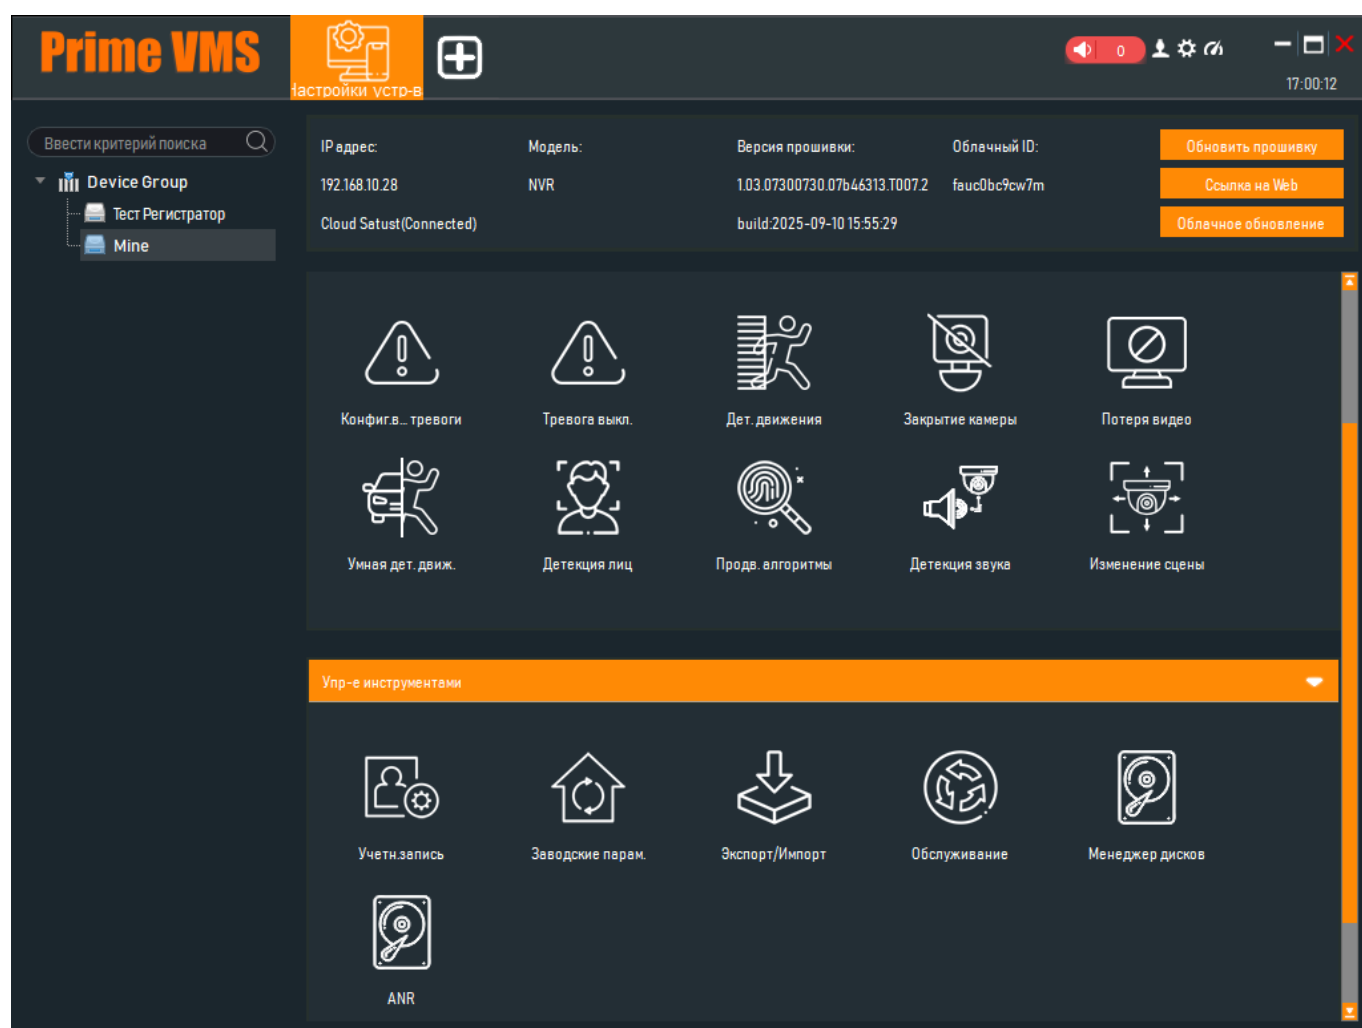 Prime VMS
Настройки устр-в
0
17:00:12
Ввести критерий поиска
Device Group
Тест Регистратор
Mine
IP адрес:
Модель:
Версия прошивки:
Облачный ID:
Обновить прошивку
192.168.10.28
NVR
1.03.07300730.07b46313.T007.2
fauc0bc9cw7m
Ссылка на Web
Cloud Satust(Connected)
build:2025-09-10 15:55:29
Облачное обновление
Конфиг.в... тревоги
Тревога выкл.
Дет. движения
Закрытие камеры
Потеря видео
Умная дет. движ.
Детекция лиц
Продв. алгоритмы
Детекция звука
Изменение сцены
Упр-е инструментами
Учетн.запись
Заводские парам.
Экспорт/Импорт
Обслуживание
Менеджер дисков
ANR